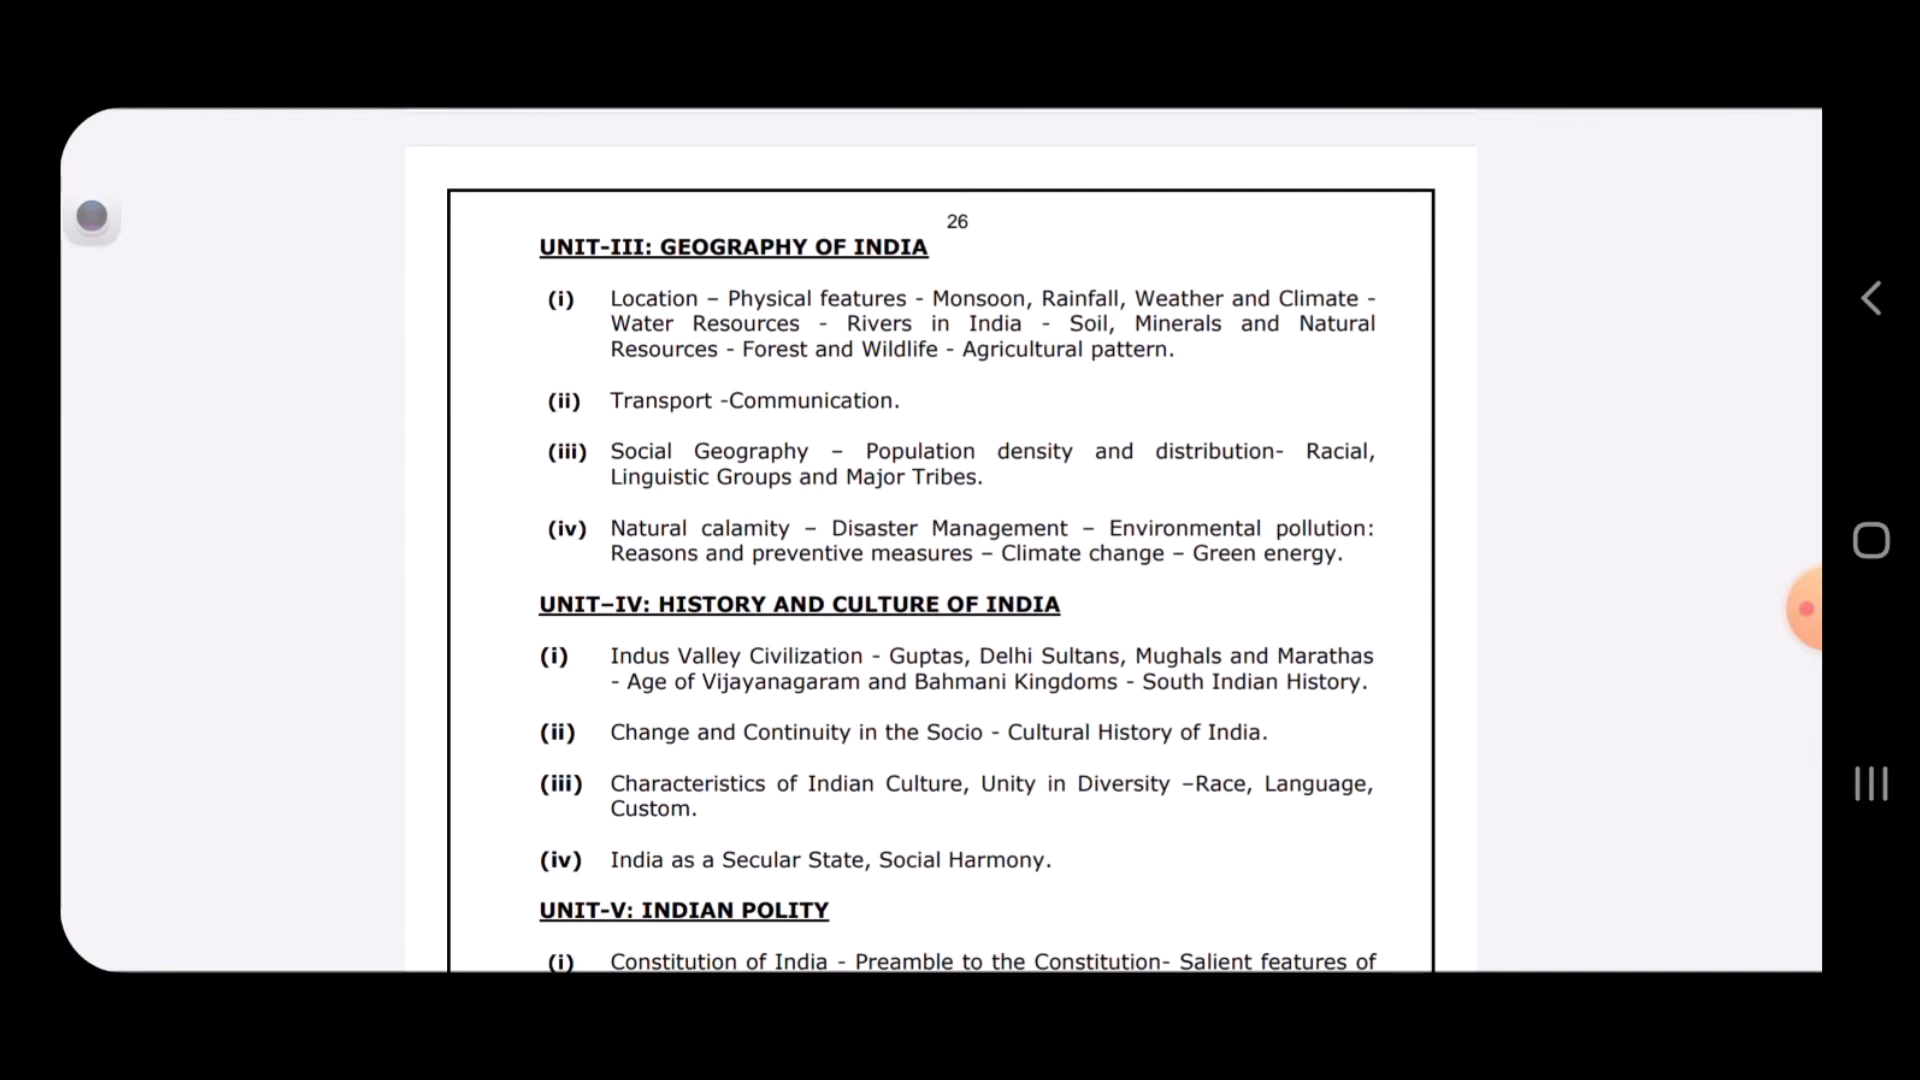 26
UNIT-III: GEOGRAPHY OF INDIA
(i) Location – Physical features - Monsoon, Rainfall, Weather and Climate -
Water Resources - Rivers in India - Soil, Minerals and Natural
Resources - Forest and Wildlife - Agricultural pattern.
(ii) Transport -Communication.
(iii) Social Geography – Population density and distribution- Racial,
Linguistic Groups and Major Tribes.
(iv) Natural calamity – Disaster Management – Environmental pollution:
Reasons and preventive measures – Climate change – Green energy.
UNIT–IV: HISTORY AND CULTURE OF INDIA
(i) Indus Valley Civilization - Guptas, Delhi Sultans, Mughals and Marathas
- Age of Vijayanagaram and Bahmani Kingdoms - South Indian History.
(ii) Change and Continuity in the Socio - Cultural History of India.
(iii) Characteristics of Indian Culture, Unity in Diversity –Race, Language,
Custom.
(iv) India as a Secular State, Social Harmony.
UNIT-V: INDIAN POLITY
(i) Constitution of India - Preamble to the Constitution- Salient features of